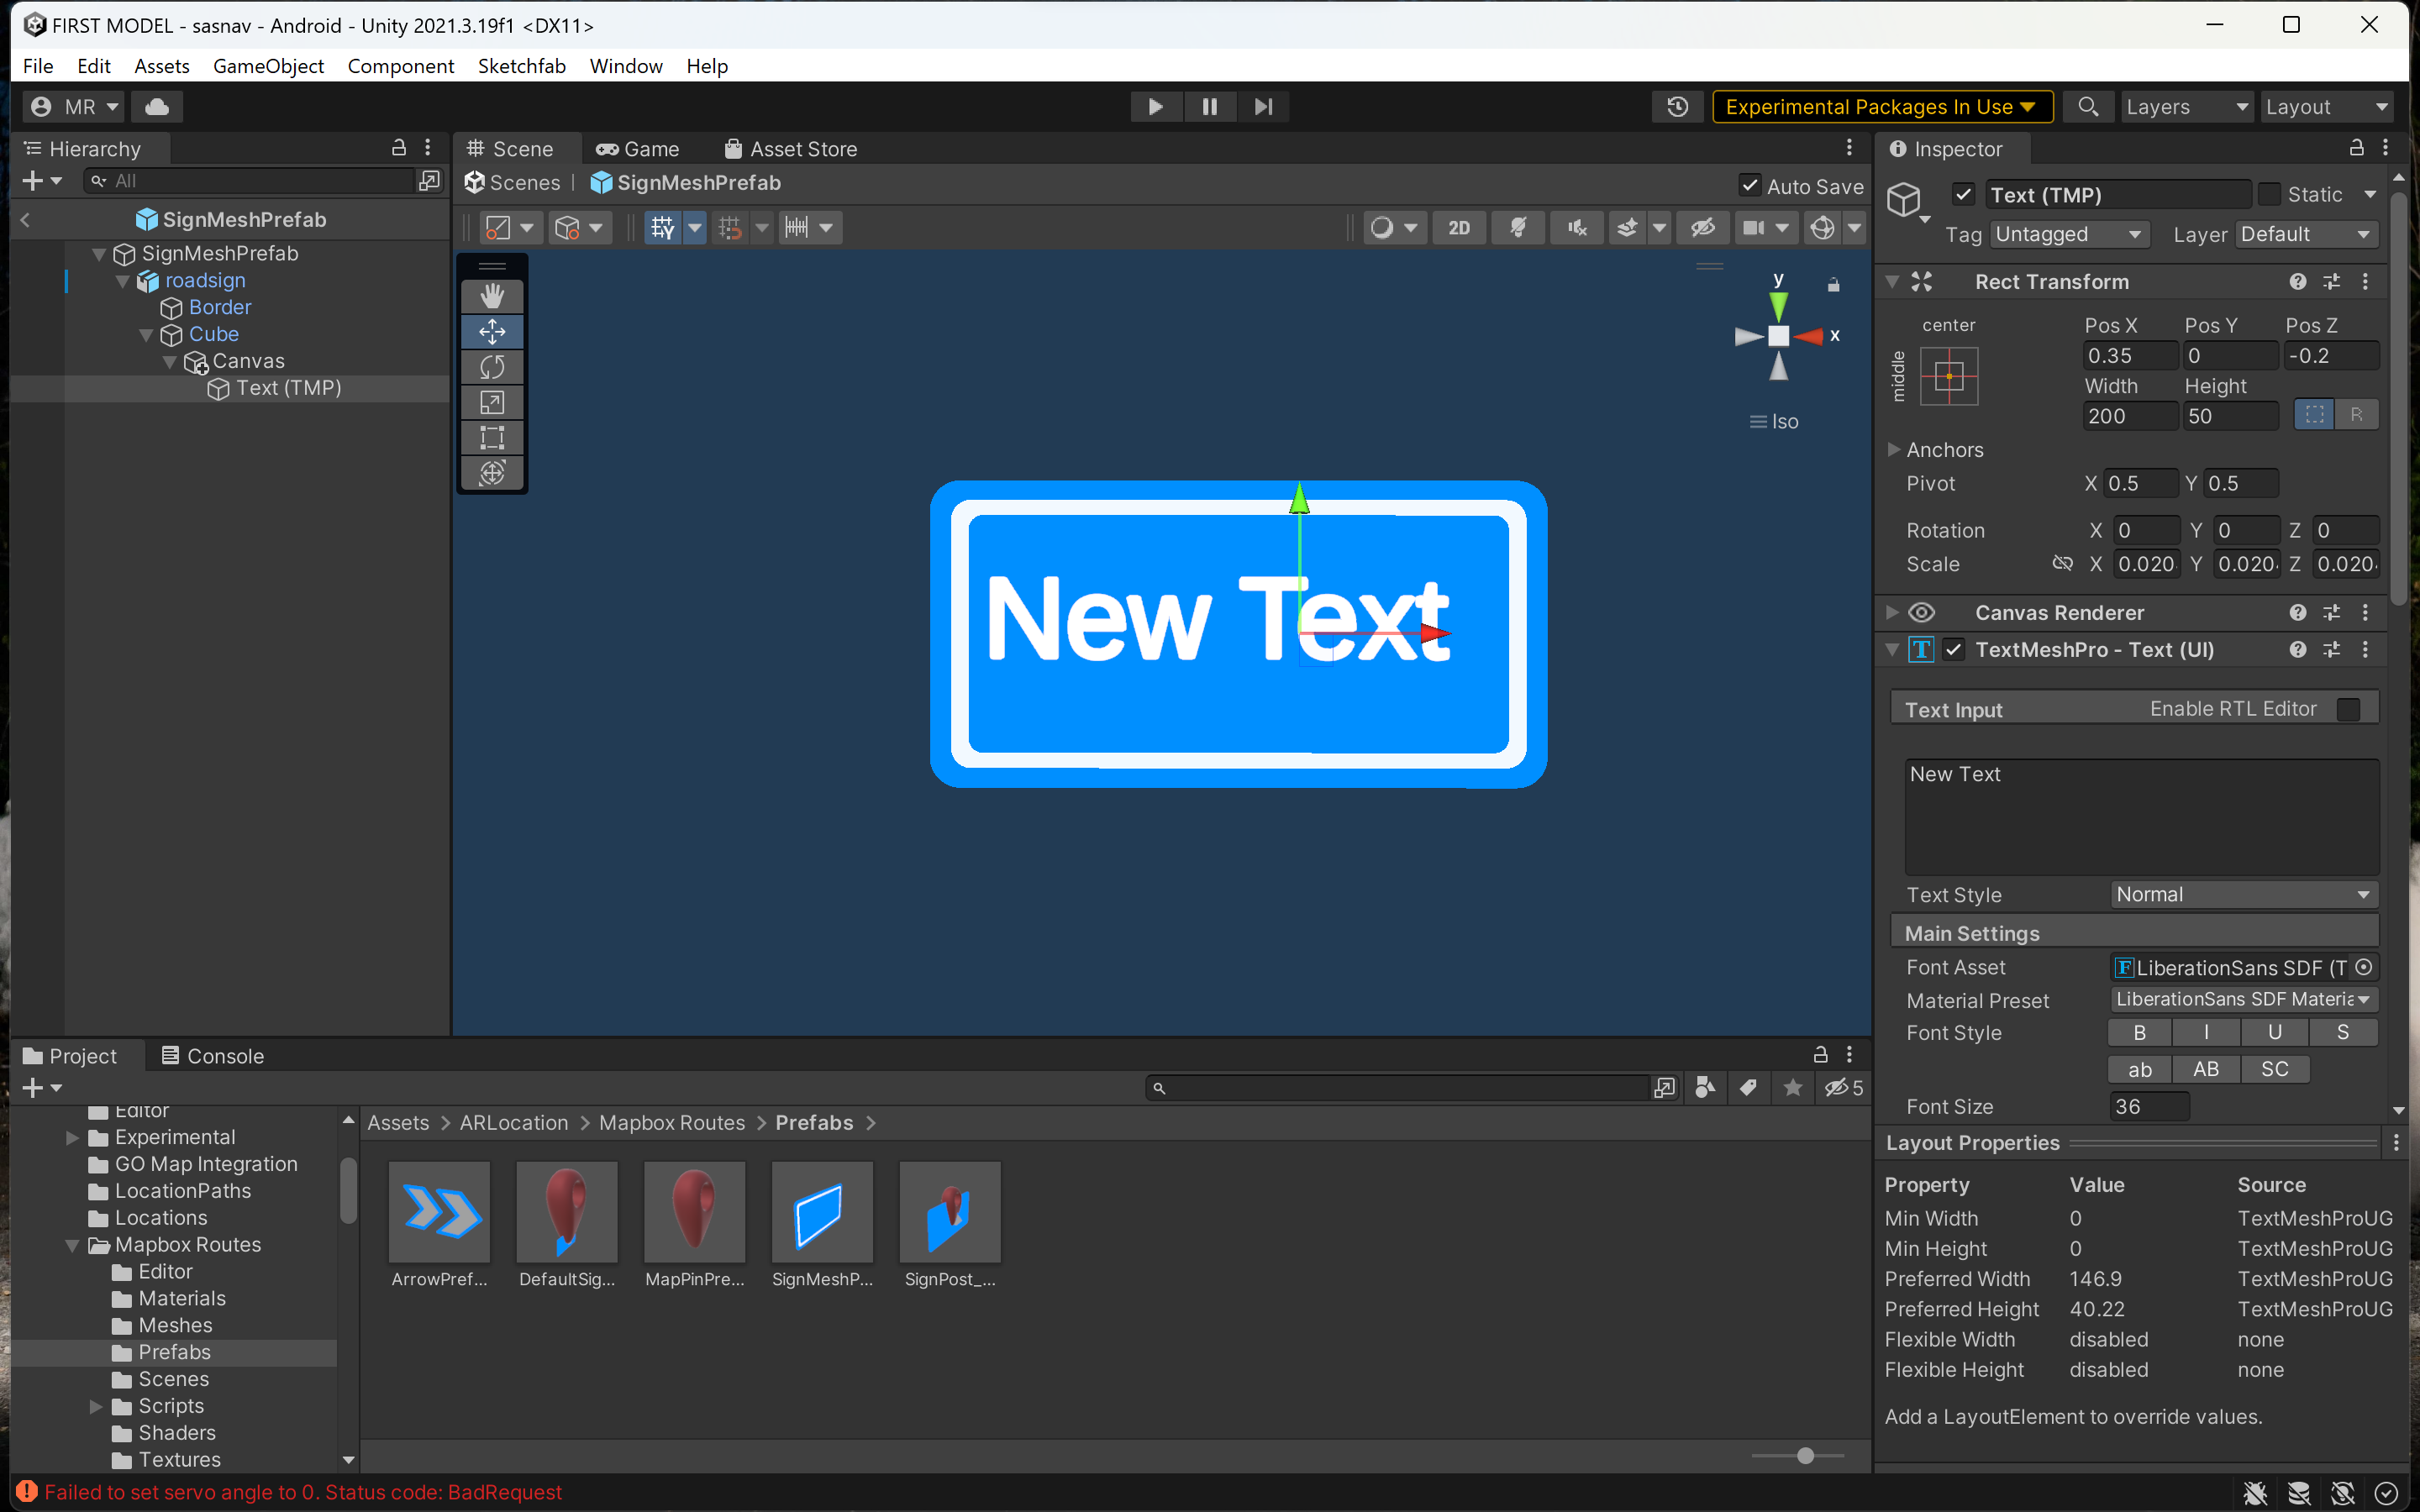 FIRST MODEL - sasnav - Android - Unity 2021.3.19f1 <DX11>
File Edit Assets GameObject Component Sketchfab Window Help
MR Experimental Packages In Use Layers Layout
Hierarchy
All
SignMeshPrefab
SignMeshPrefab
roadsign
Border
Cube
Canvas
Text (TMP)
Scene Game Asset Store
Scenes | SignMeshPrefab Auto Save
2D
y
x
Iso
New Text
Inspector
Text (TMP) Static
Tag Untagged Layer Default
Rect Transform
center
middle
Pos X Pos Y Pos Z
0.35 0 -0.2
Width Height
200 50 R
Anchors
Pivot X 0.5 Y 0.5
Rotation X 0 Y 0 Z 0
Scale X 0.020 Y 0.020 Z 0.020
Canvas Renderer
TextMeshPro - Text (UI)
Text Input Enable RTL Editor
New Text
Text Style Normal
Main Settings
Font Asset F LiberationSans SDF (T
Material Preset LiberationSans SDF Materia
Font Style B I U S
ab AB SC
Font Size 36
Layout Properties
Property Value Source
Min Width 0 TextMeshProUG
Min Height 0 TextMeshProUG
Preferred Width 146.9 TextMeshProUG
Preferred Height 40.22 TextMeshProUG
Flexible Width disabled none
Flexible Height disabled none
Add a LayoutElement to override values.
Project Console
5
Editor
Experimental
GO Map Integration
LocationPaths
Locations
Mapbox Routes
Editor
Materials
Meshes
Prefabs
Scenes
Scripts
Shaders
Textures
Assets > ARLocation > Mapbox Routes > Prefabs >
ArrowPref... DefaultSig... MapPinPre... SignMeshP... SignPost_...
Failed to set servo angle to 0. Status code: BadRequest